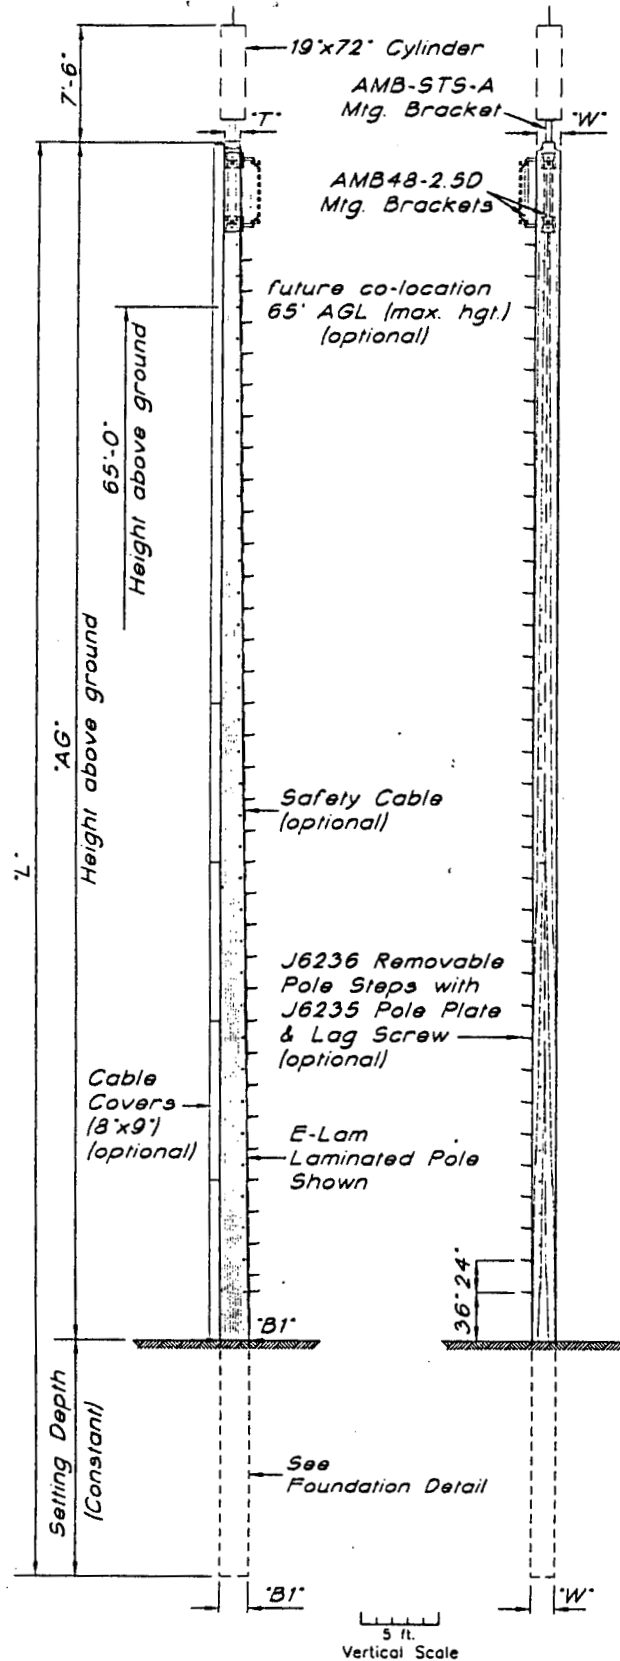 19"x72" Cylinder
7'-6"
AMB-STS-A
Mtg. Bracket
"T"
"W"
AMB48-2.5D
Mtg. Brackets
future co-location
65' AGL (max. hgt.)
(optional)
65'-0"
Height above ground
"AG"
Height above ground
"L"
Safety Cable
(optional)
J6236 Removable
Pole Steps with
J6235 Pole Plate
& Lag Screw
(optional)
Cable
Covers
(8"x9")
(optional)
E-Lam
Laminated Pole
Shown
24"
36"
"B1"
Setting Depth
(Constant)
See
Foundation Detail
"B1"
"W"
5 ft.
Vertical Scale